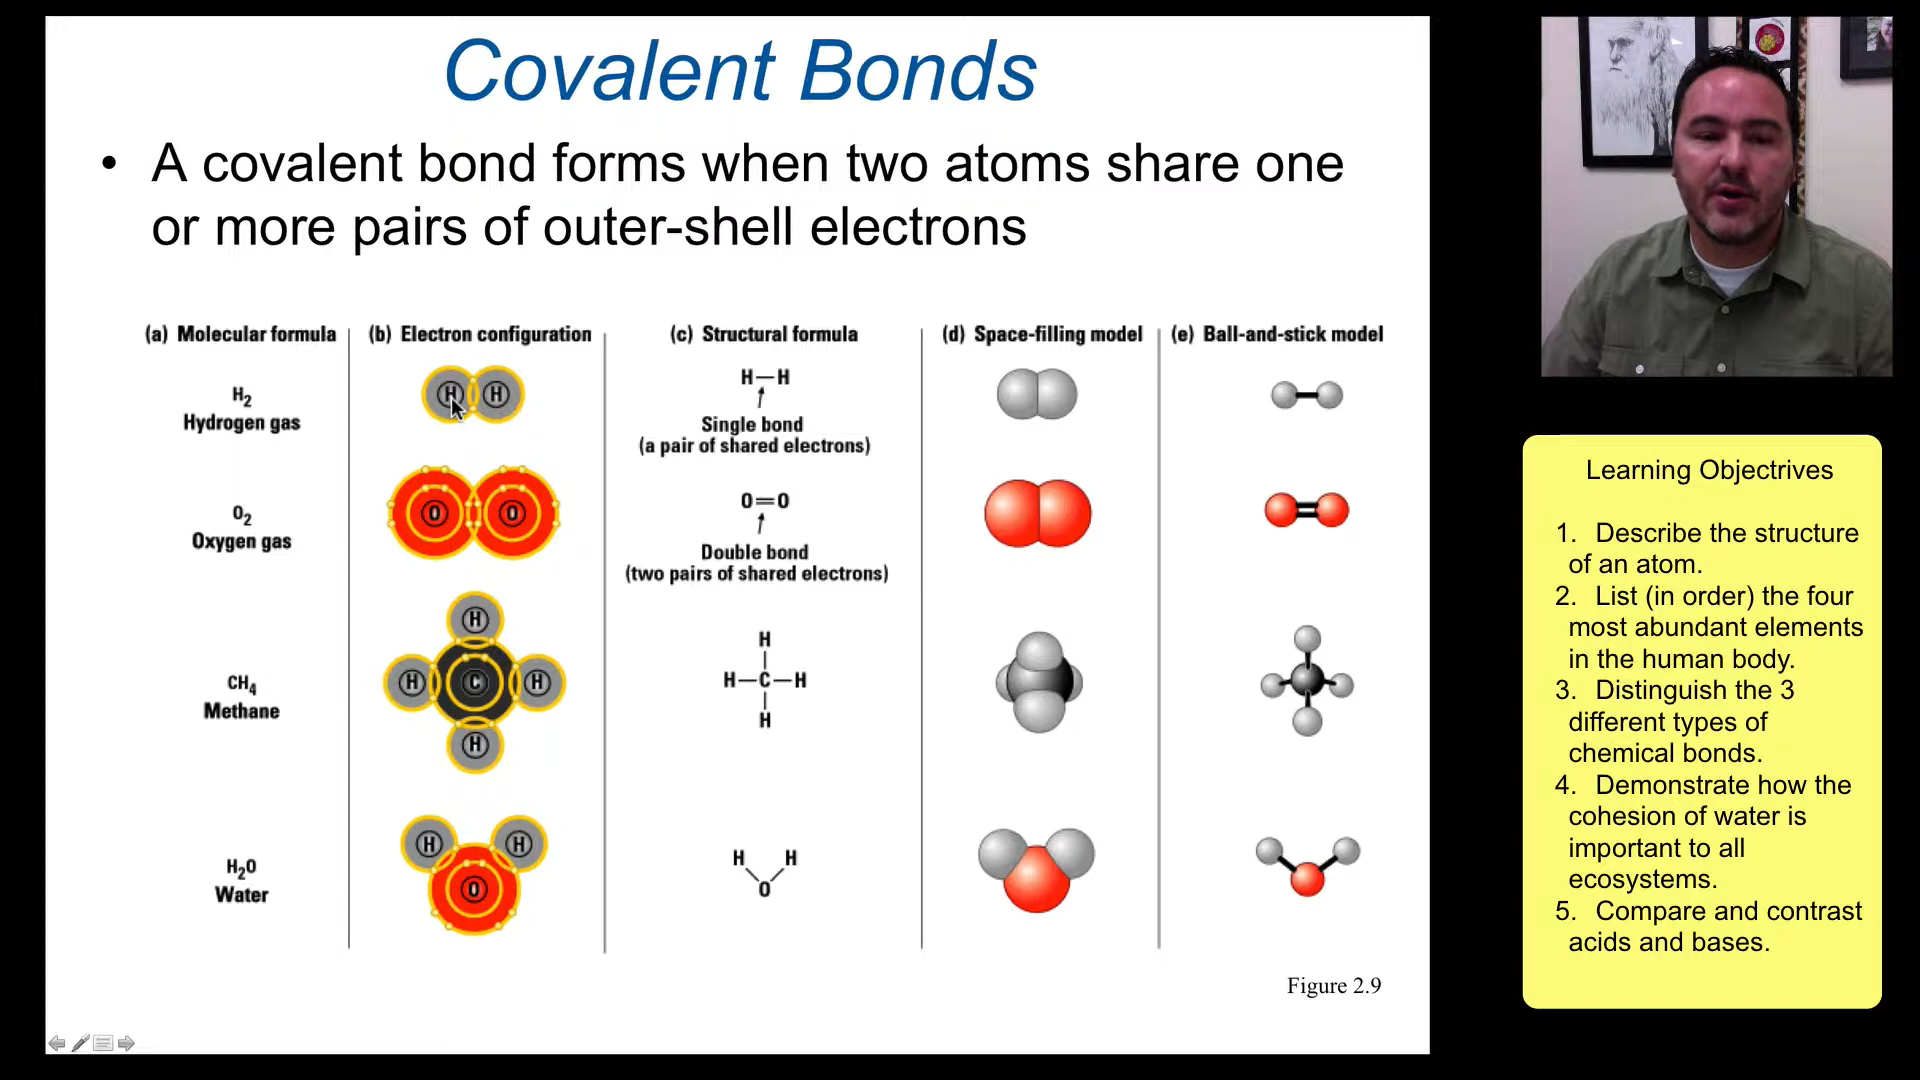 Covalent Bonds
• A covalent bond forms when two atoms share one
or more pairs of outer-shell electrons
(a) Molecular formula
(b) Electron configuration
(c) Structural formula
(d) Space-filling model
(e) Ball-and-stick model
H2
Hydrogen gas
H H
H—H
Single bond
(a pair of shared electrons)
O2
Oxygen gas
O O
O=O
Double bond
(two pairs of shared electrons)
CH4
Methane
H
H C H
H
H
H—C—H
H
H2O
Water
H H
O
H H
O
Figure 2.9
Learning Objectrives
1. Describe the structure
of an atom.
2. List (in order) the four
most abundant elements
in the human body.
3. Distinguish the 3
different types of
chemical bonds.
4. Demonstrate how the
cohesion of water is
important to all
ecosystems.
5. Compare and contrast
acids and bases.